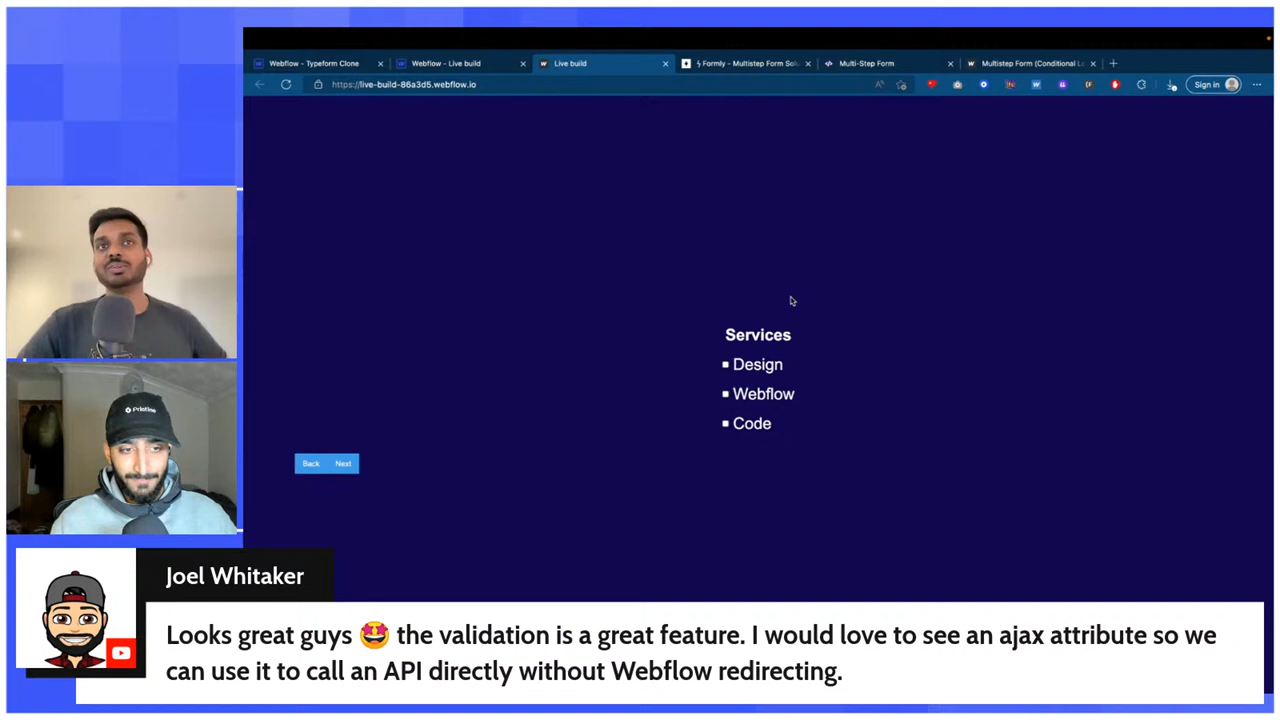 Webflow - Typeform Clone
Webflow - Live build
Live build
Formly - Multistep Form Solu
Multi-Step Form
Multistep Form (Conditional Lo
https://live-build-86a3d5.webflow.io
Sign in
Services
Design
Webflow
Code
Back
Next
Pristine
Joel Whitaker
Looks great guys 🤩 the validation is a great feature. I would love to see an ajax attribute so we
can use it to call an API directly without Webflow redirecting.